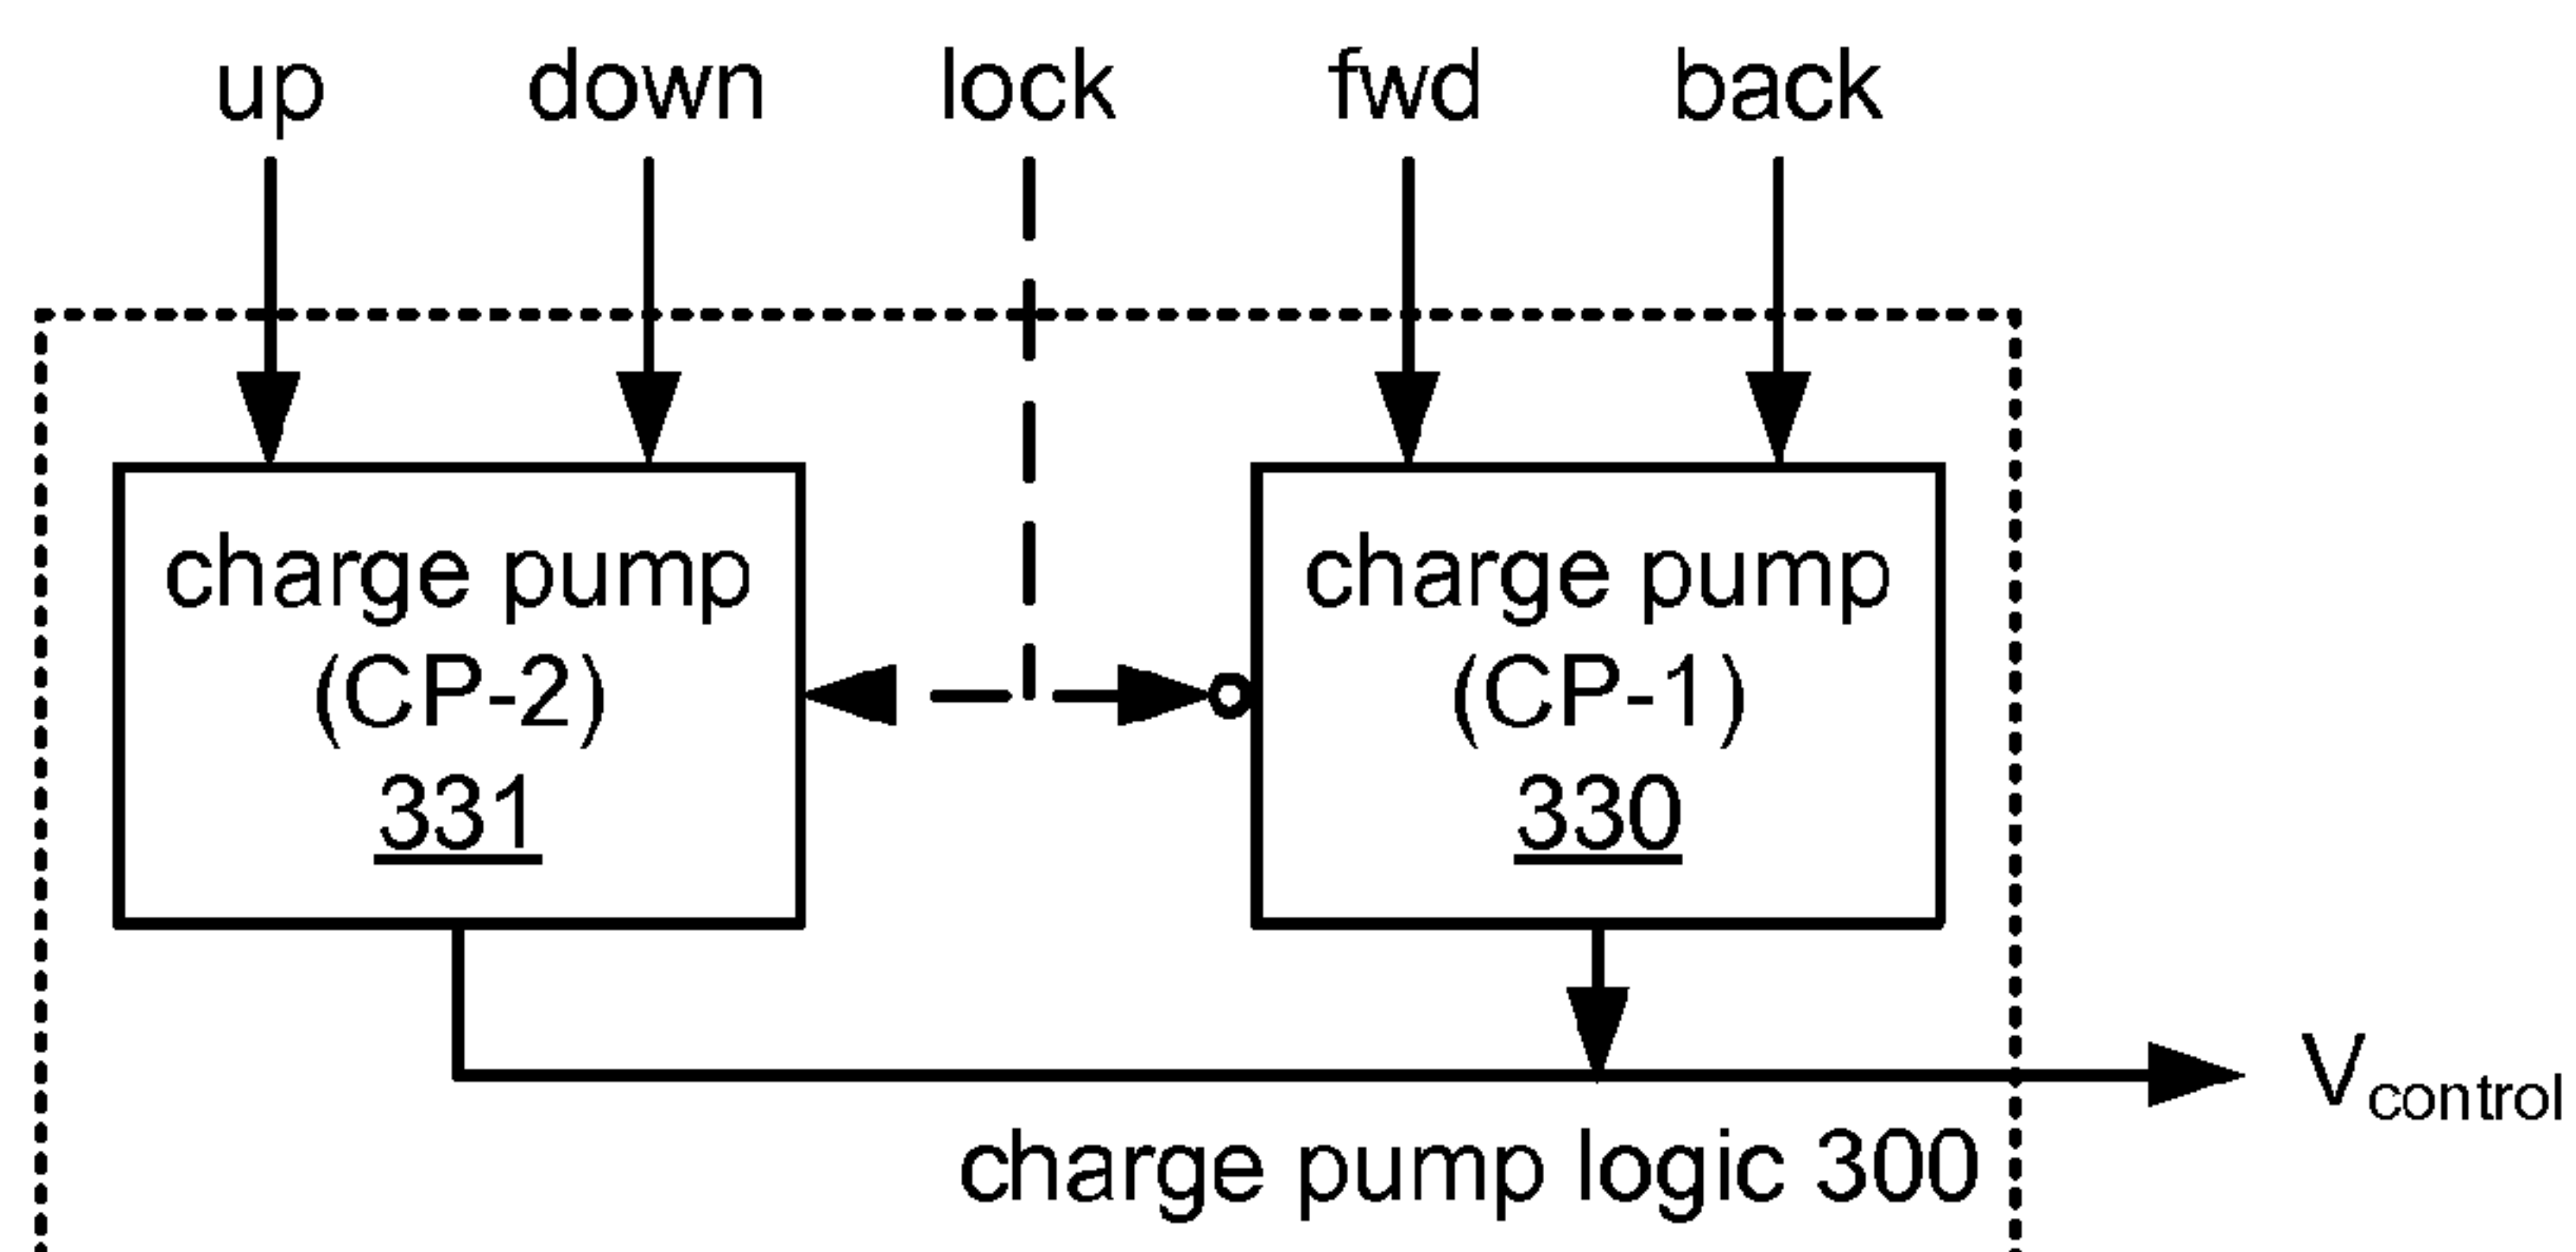 up down lock fwd back
charge pump
(CP-2)
331
charge pump
(CP-1)
330
Vcontrol
charge pump logic 300